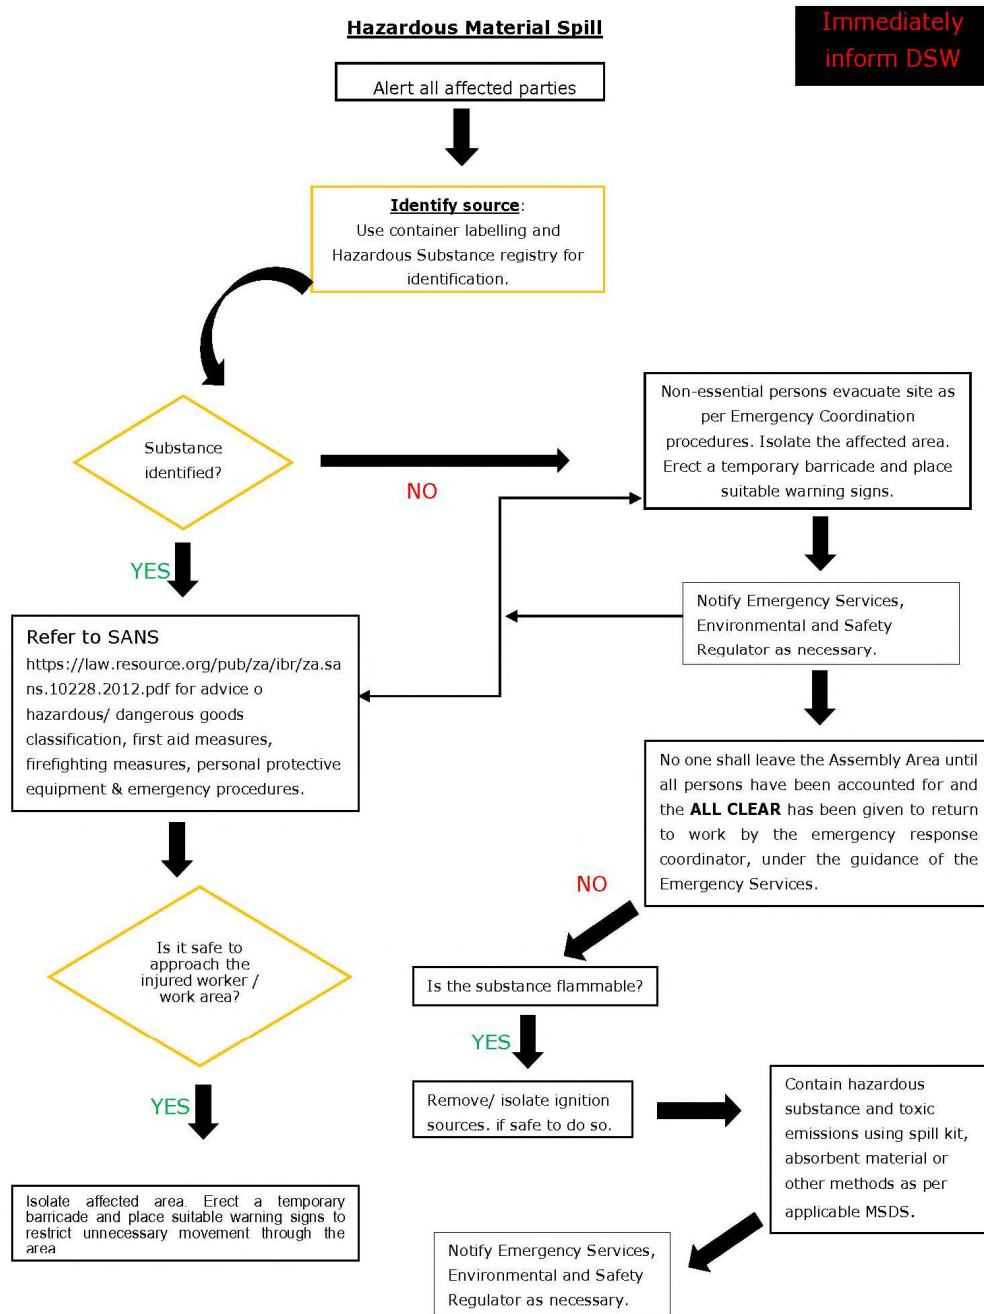 Hazardous Material Spill
Immediately
inform DSW
Alert all affected parties
Identify source:
Use container labelling and
Hazardous Substance registry for
identification.
Substance
identified?
NO
Non-essential persons evacuate site as
per Emergency Coordination
procedures. Isolate the affected area.
Erect a temporary barricade and place
suitable warning signs.
YES
Notify Emergency Services,
Environmental and Safety
Regulator as necessary.
Refer to SANS
https://law.resource.org/pub/za/ibr/za.sa
ns.10228.2012.pdf for advice o
hazardous/ dangerous goods
classification, first aid measures,
firefighting measures, personal protective
equipment & emergency procedures.
No one shall leave the Assembly Area until
all persons have been accounted for and
the ALL CLEAR has been given to return
to work by the emergency response
coordinator, under the guidance of the
Emergency Services.
NO
Is it safe to
approach the
injured worker /
work area?
Is the substance flammable?
YES
YES
Remove/ isolate ignition
sources. if safe to do so.
Contain hazardous
substance and toxic
emissions using spill kit,
absorbent material or
other methods as per
applicable MSDS.
Isolate affected area. Erect a temporary
barricade and place suitable warning signs to
restrict unnecessary movement through the
area
Notify Emergency Services,
Environmental and Safety
Regulator as necessary.